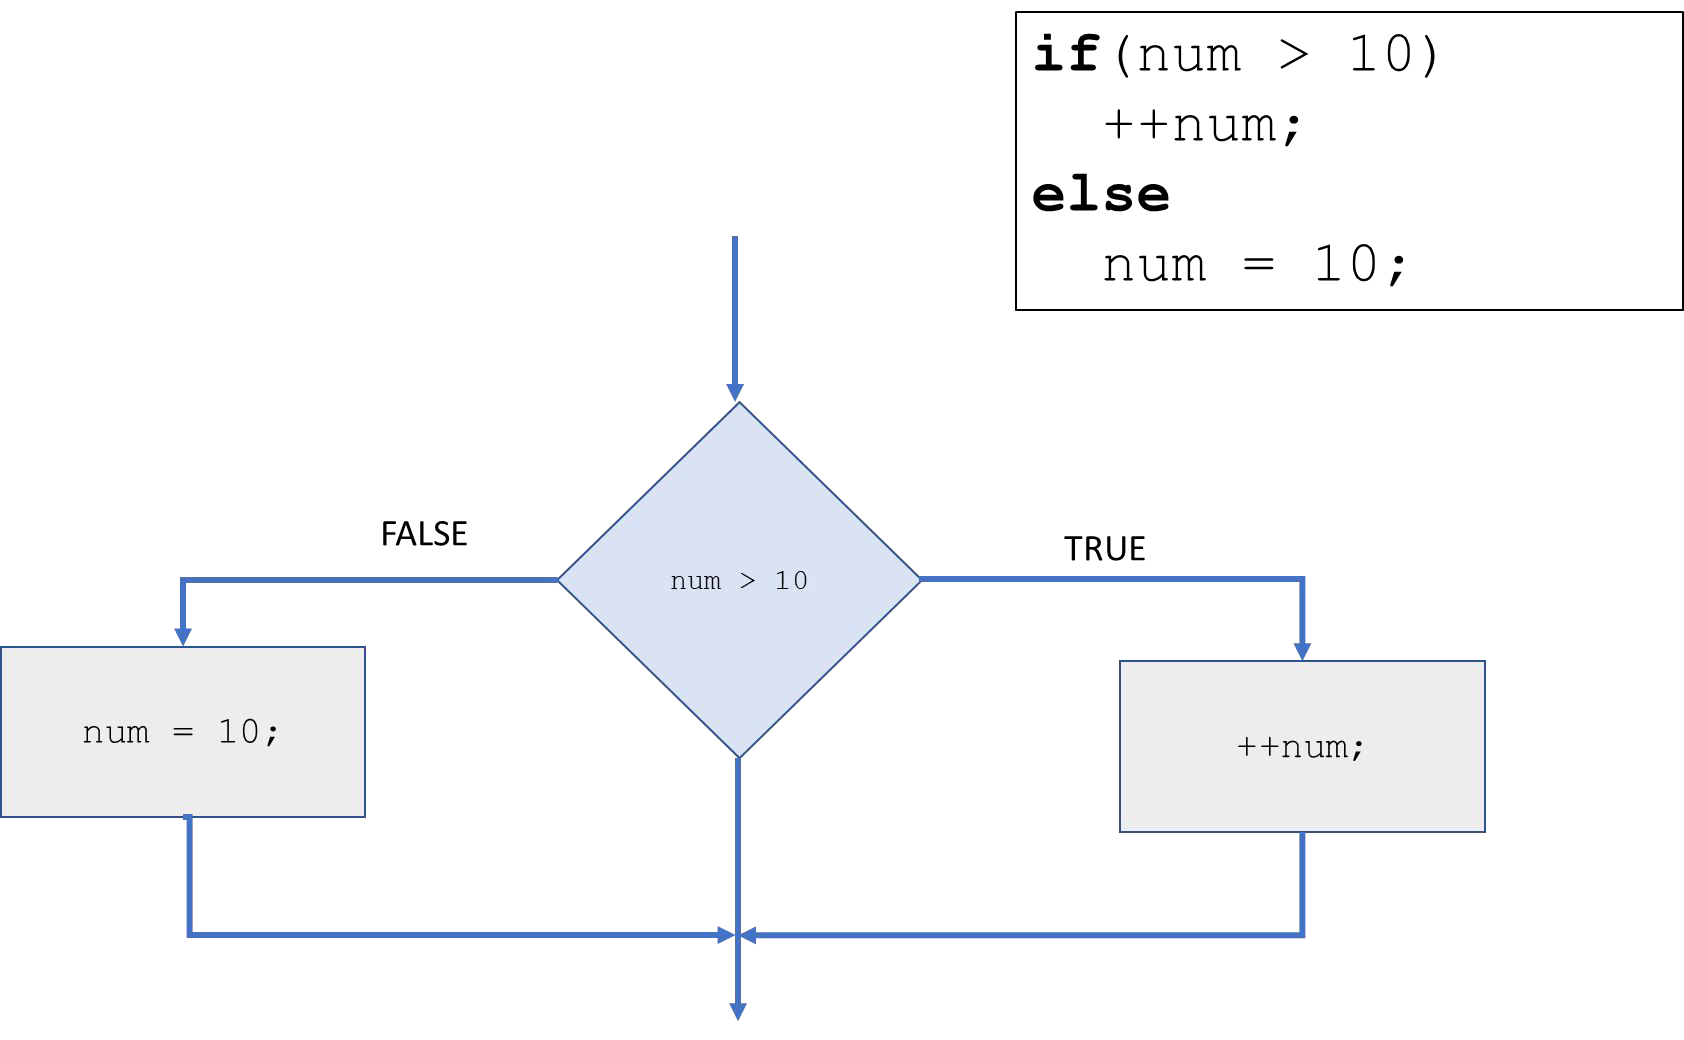 if(num > 10)
++num;
else
num = 10;
FALSE
TRUE
num > 10
num = 10;
++num;